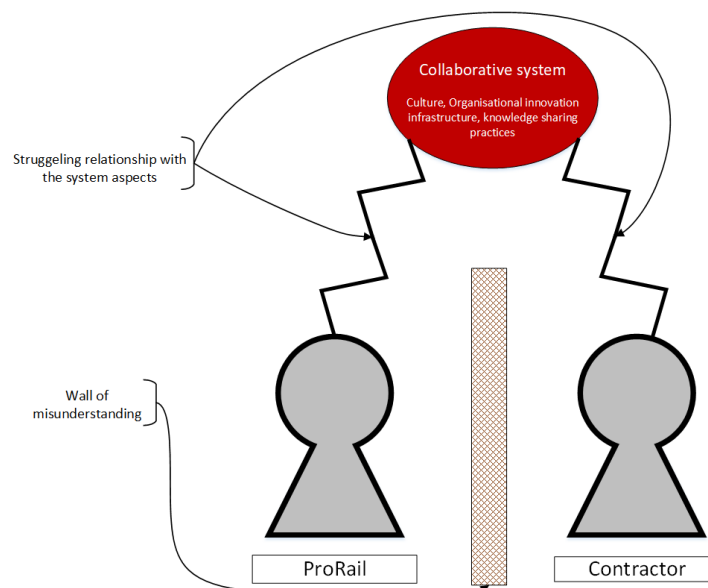 Collaborative system
Culture, Organisational innovation
infrastructure, knowledge sharing
practices
Struggeling relationship with
the system aspects
Wall of
misunderstanding
ProRail
Contractor